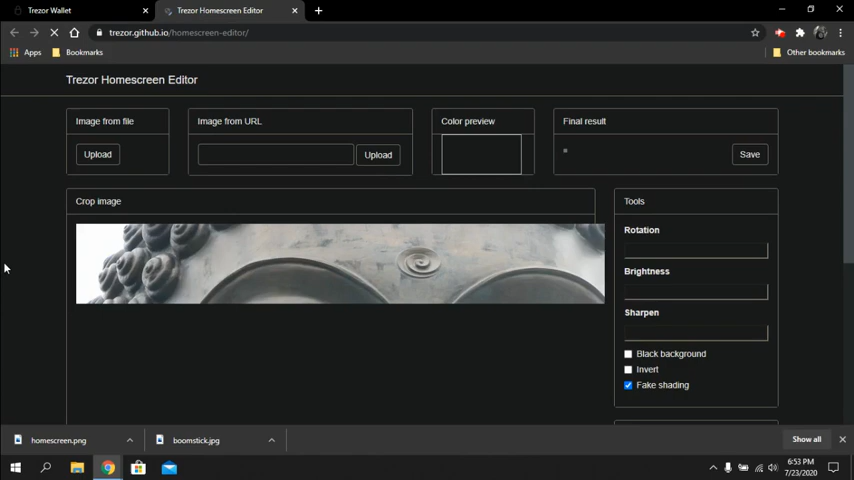 Trezor Wallet
Trezor Homescreen Editor
trezor.github.io/homescreen-editor/
Apps
Bookmarks
Other bookmarks
Trezor Homescreen Editor
Image from file
Image from URL
Color preview
Final result
Upload
Upload
Save
Crop image
Tools
Rotation
Brightness
Sharpen
Black background
Invert
Fake shading
homescreen.png
boomstick.jpg
Show all
6:53 PM
7/23/2020